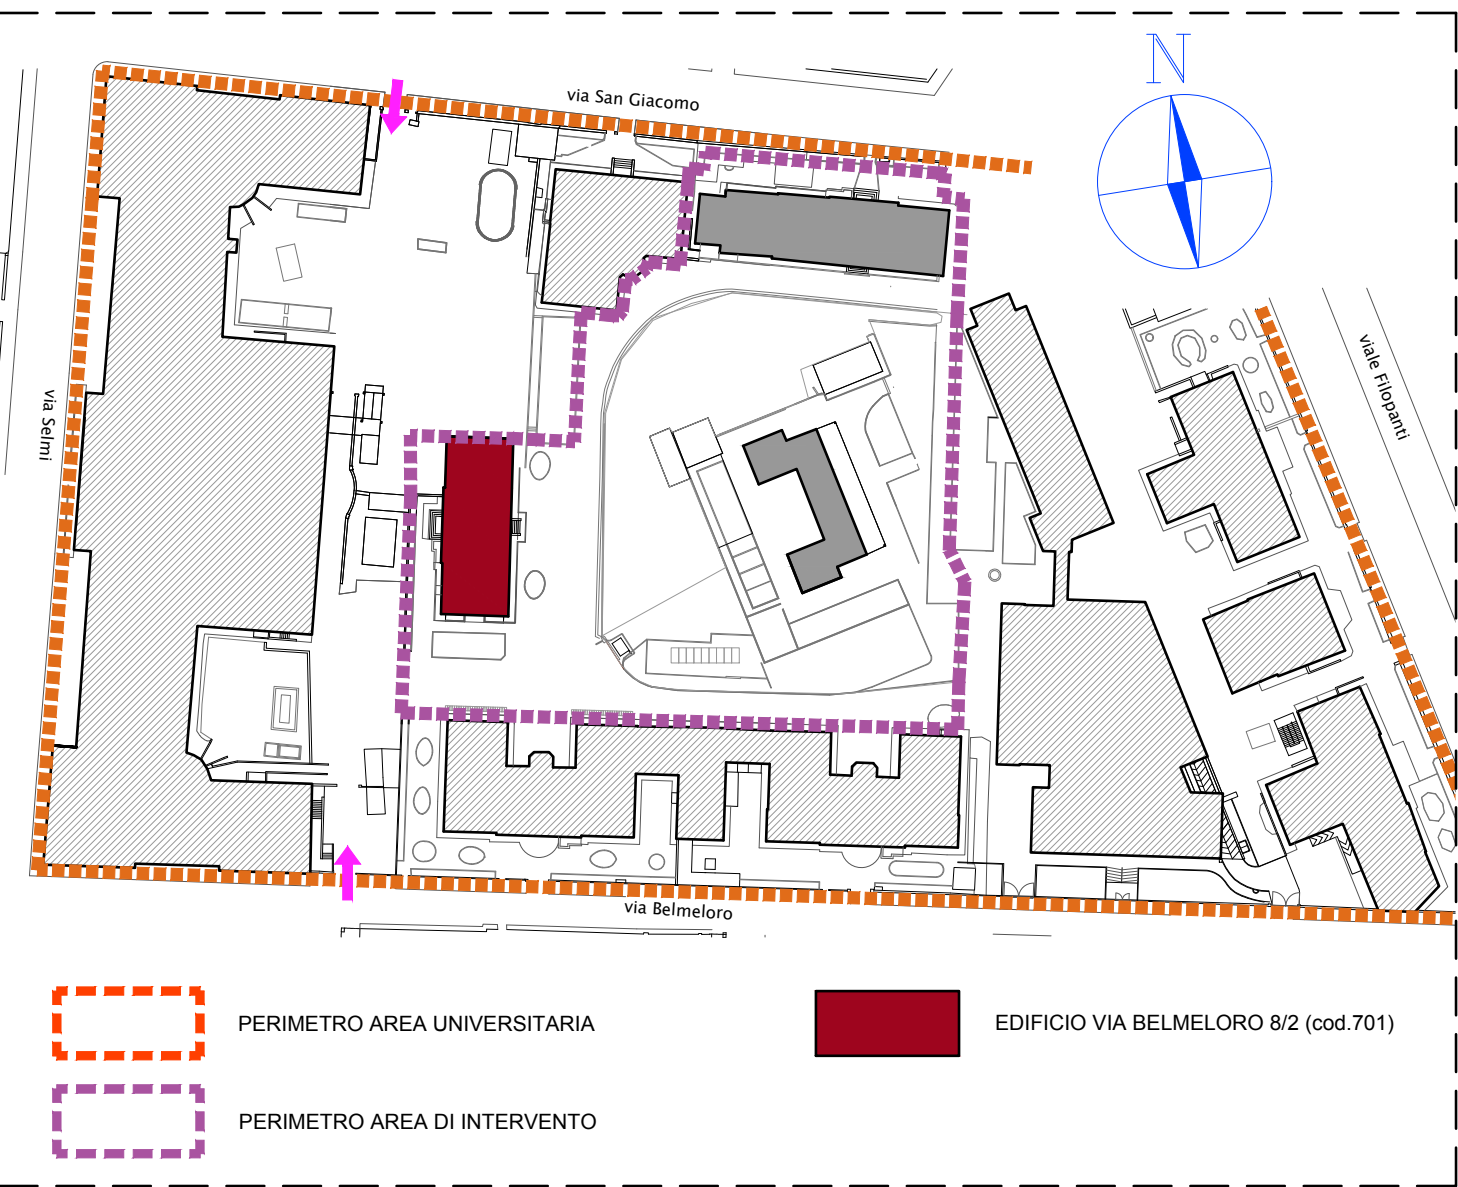 N
via San Giacomo
viale Filopanti
via Selmi
via Belmeloro
PERIMETRO AREA UNIVERSITARIA
EDIFICIO VIA BELMELORO 8/2 (cod.701)
PERIMETRO AREA DI INTERVENTO